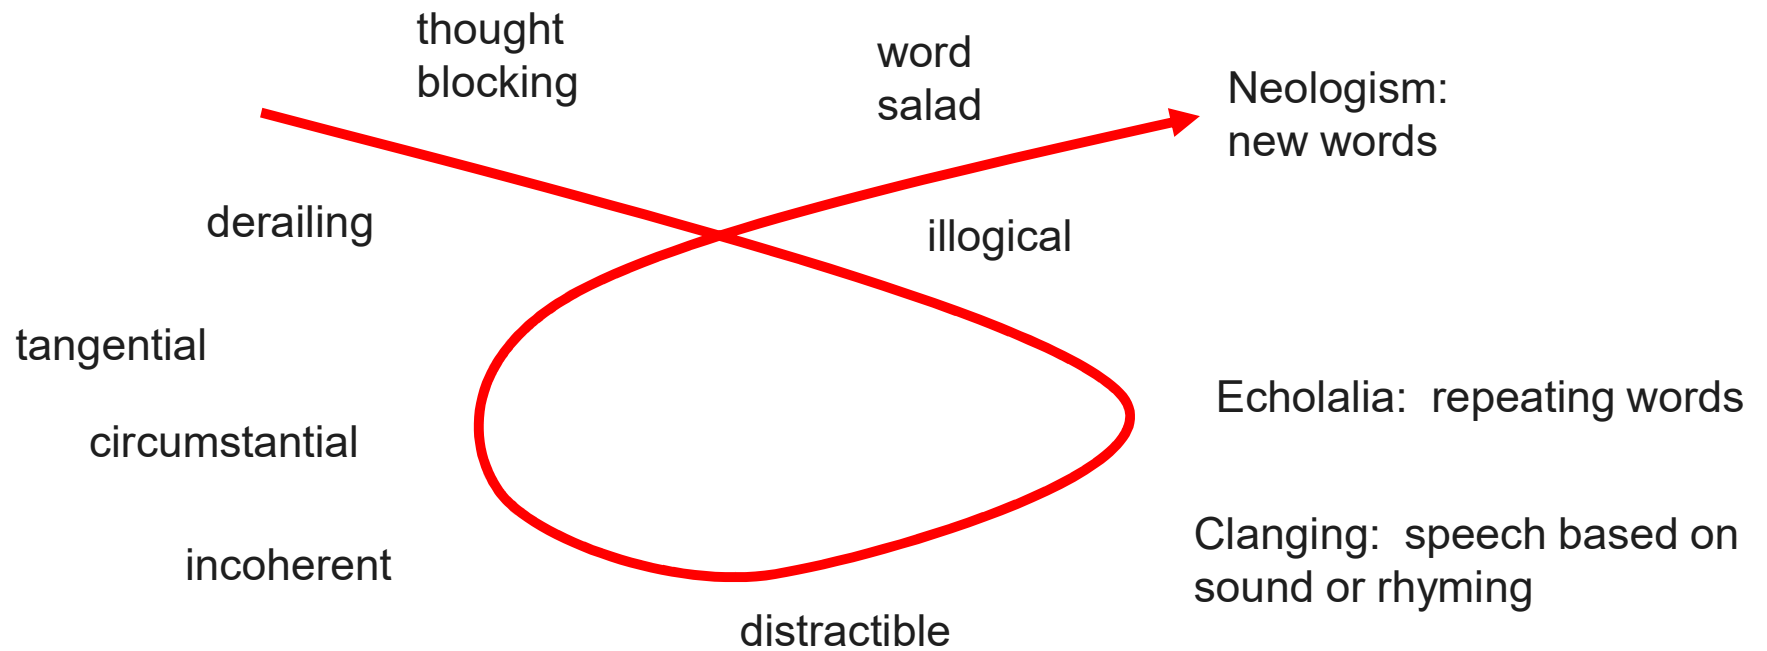 thought
blocking
word
salad
Neologism:
new words
derailing
illogical
tangential
Echolalia:  repeating words
circumstantial
Clanging:  speech based on
sound or rhyming
incoherent
distractible